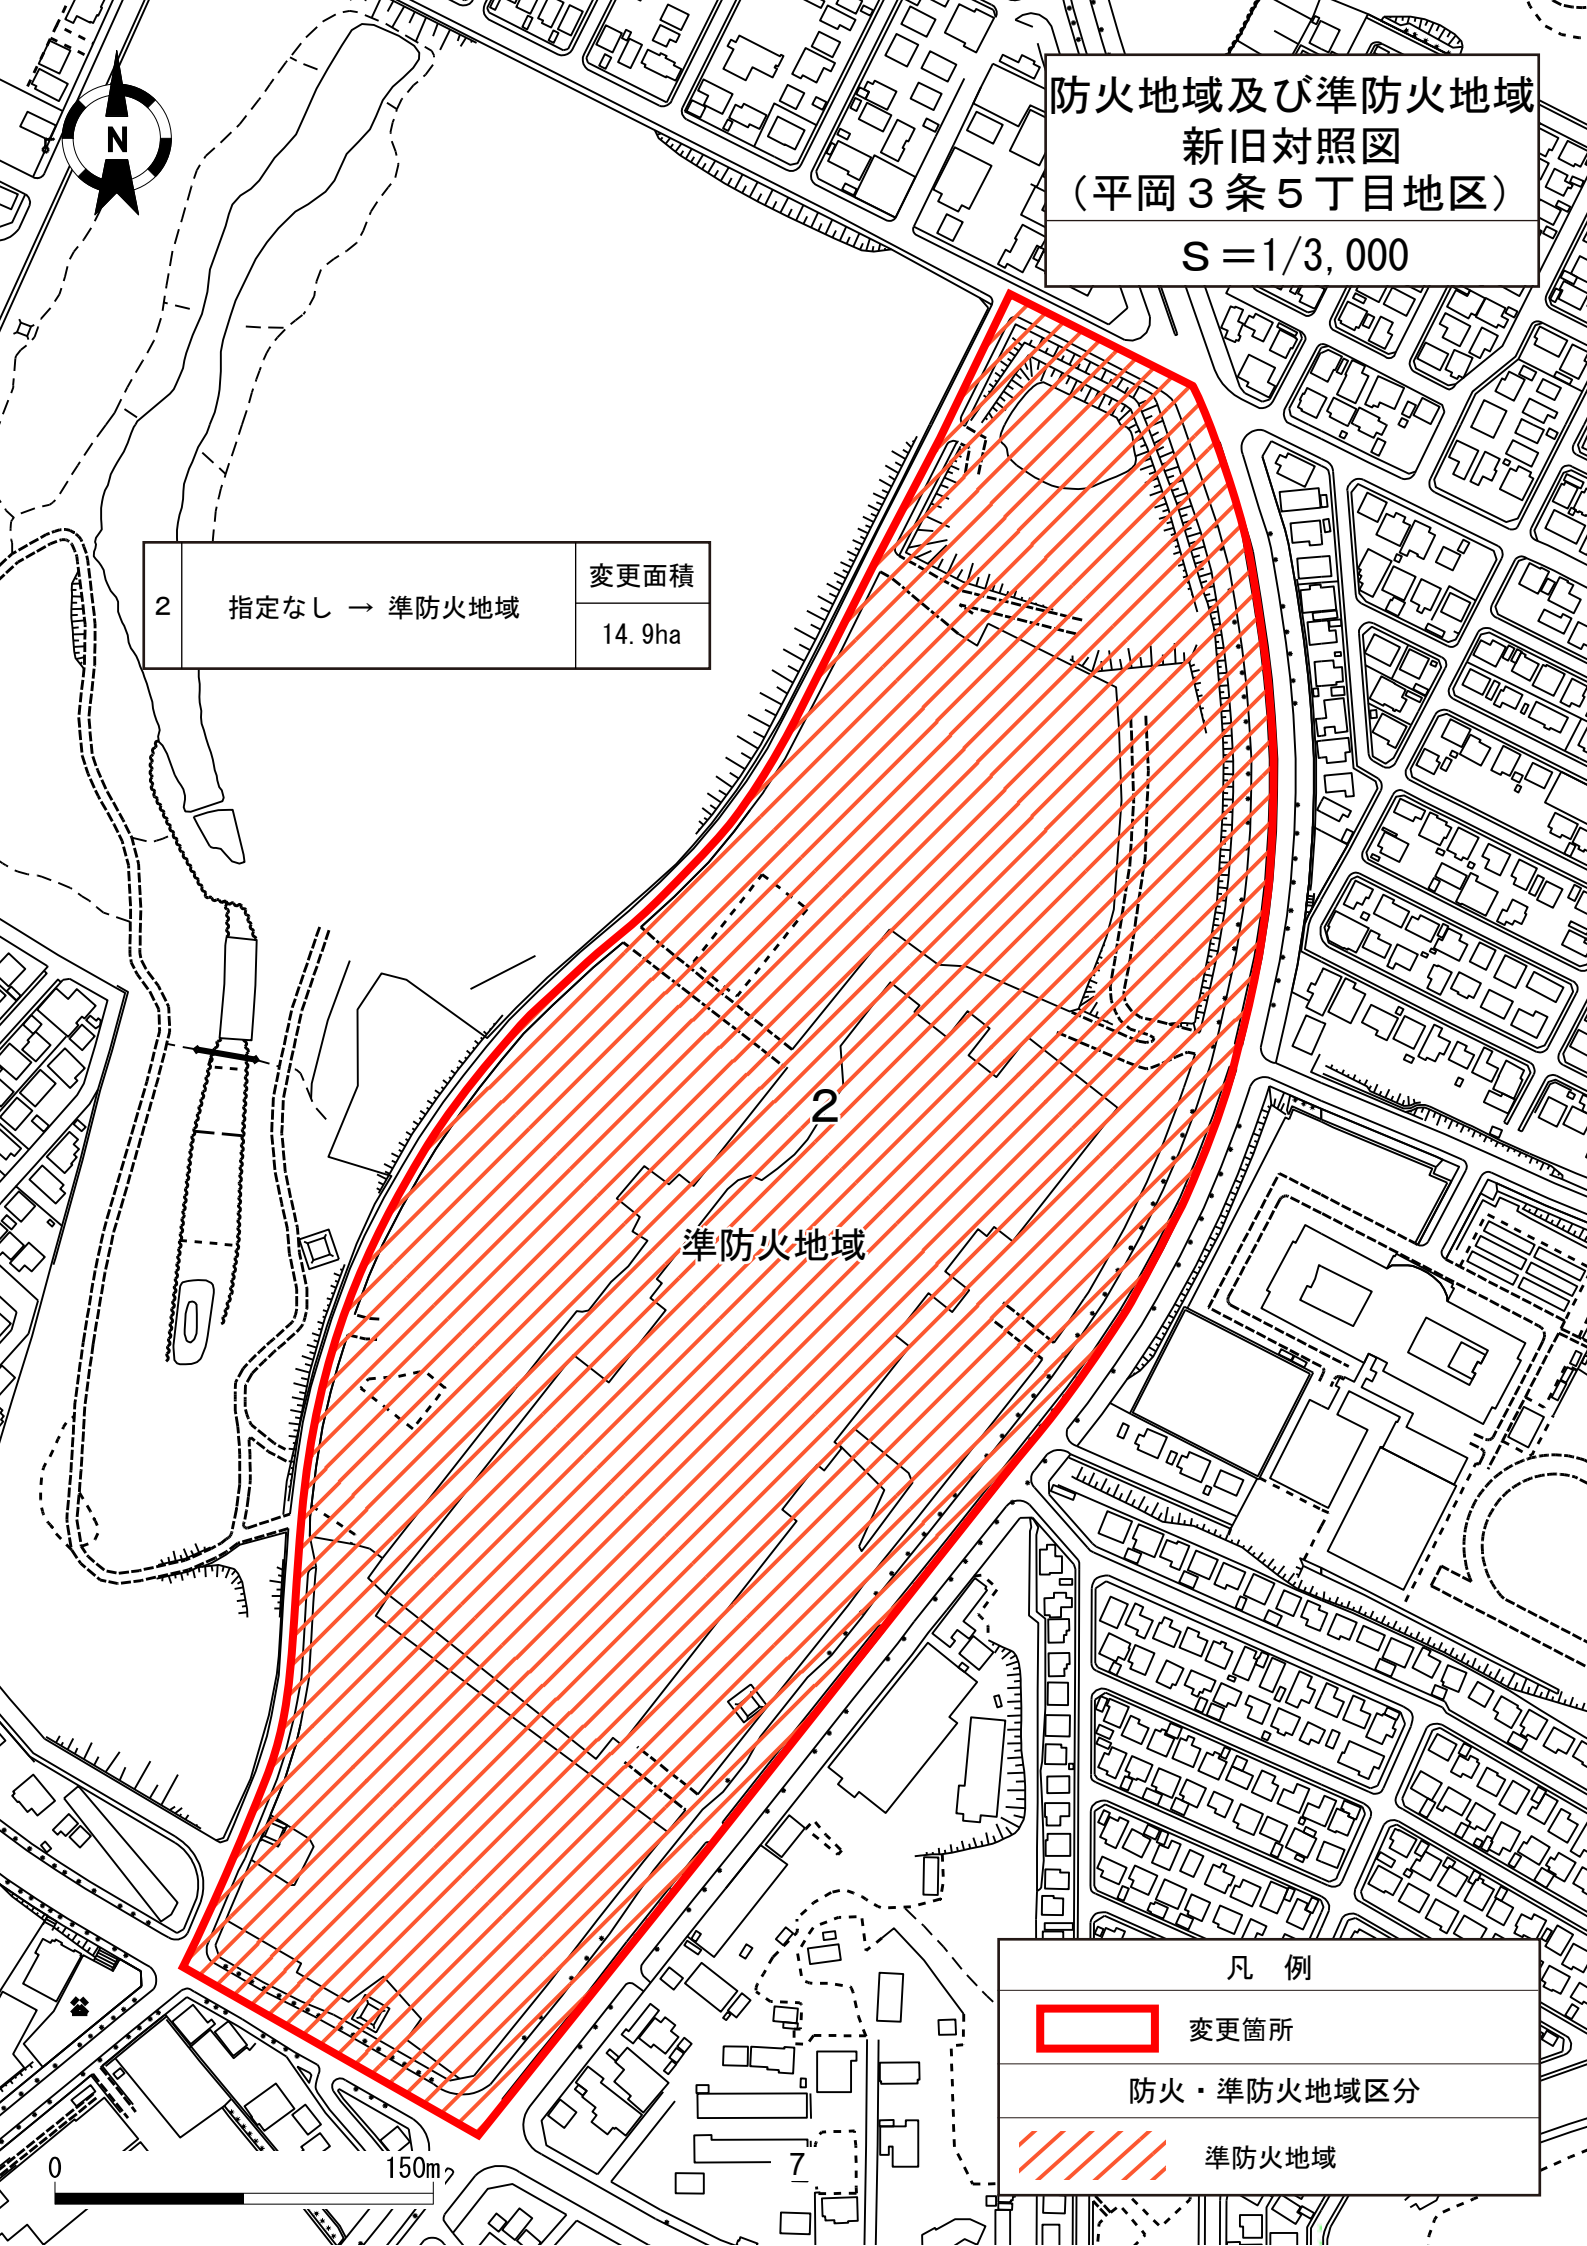 N
防火地域及び準防火地域
新旧対照図
（平岡３条５丁目地区）
S＝1/3,000
2
指定なし → 準防火地域
変更面積
14.9ha
2
準防火地域
凡　例
変更箇所
防火・準防火地域区分
準防火地域
0
150m
7